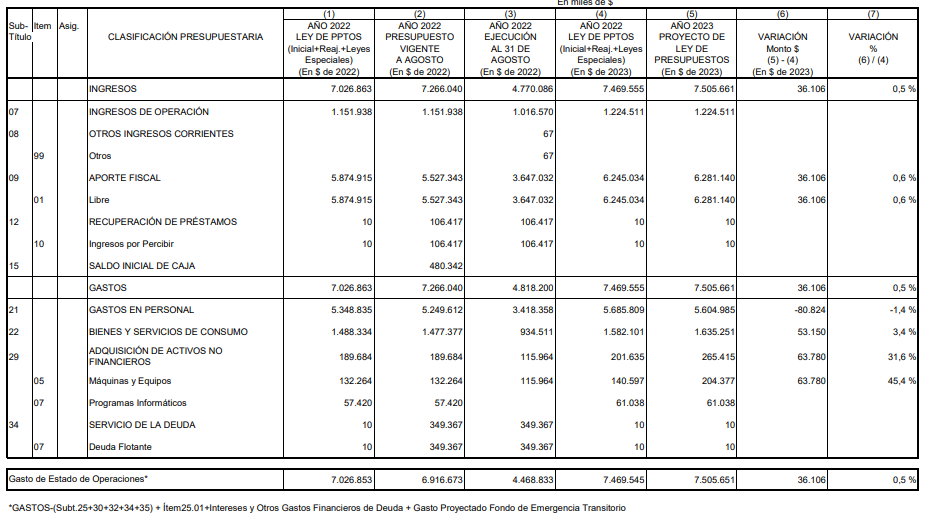 En miles de $
(1) (2) (3) (4) (5) (6) (7)
Sub- Item Asig. AÑO 2022 AÑO 2022 AÑO 2022 AÑO 2022 AÑO 2023
Título CLASIFICACIÓN PRESUPUESTARIA LEY DE PPTOS PRESUPUESTO EJECUCIÓN LEY DE PPTOS PROYECTO DE VARIACIÓN VARIACIÓN
(Inicial+Reaj.+Leyes VIGENTE AL 31 DE (Inicial+Reaj.+Leyes LEY DE Monto $ %
Especiales) A AGOSTO AGOSTO Especiales) PRESUPUESTOS (5) - (4) (6) / (4)
(En $ de 2022) (En $ de 2022) (En $ de 2022) (En $ de 2023) (En $ de 2023) (En $ de 2023)
INGRESOS 7.026.863 7.266.040 4.770.086 7.469.555 7.505.661 36.106 0,5 %
07 INGRESOS DE OPERACIÓN 1.151.938 1.151.938 1.016.570 1.224.511 1.224.511
08 OTROS INGRESOS CORRIENTES 67
99 Otros 67
09 APORTE FISCAL 5.874.915 5.527.343 3.647.032 6.245.034 6.281.140 36.106 0,6 %
01 Libre 5.874.915 5.527.343 3.647.032 6.245.034 6.281.140 36.106 0,6 %
12 RECUPERACIÓN DE PRÉSTAMOS 10 106.417 106.417 10 10
10 Ingresos por Percibir 10 106.417 106.417 10 10
15 SALDO INICIAL DE CAJA 480.342
GASTOS 7.026.863 7.266.040 4.818.200 7.469.555 7.505.661 36.106 0,5 %
21 GASTOS EN PERSONAL 5.348.835 5.249.612 3.418.358 5.685.809 5.604.985 -80.824 -1,4 %
22 BIENES Y SERVICIOS DE CONSUMO 1.488.334 1.477.377 934.511 1.582.101 1.635.251 53.150 3,4 %
29 ADQUISICIÓN DE ACTIVOS NO
FINANCIEROS 189.684 189.684 115.964 201.635 265.415 63.780 31,6 %
05 Máquinas y Equipos 132.264 132.264 115.964 140.597 204.377 63.780 45,4 %
07 Programas Informáticos 57.420 57.420 61.038 61.038
34 SERVICIO DE LA DEUDA 10 349.367 349.367 10 10
07 Deuda Flotante 10 349.367 349.367 10 10
Gasto de Estado de Operaciones* 7.026.853 6.916.673 4.468.833 7.469.545 7.505.651 36.106 0,5 %
*GASTOS-(Subt.25+30+32+34+35) + Ítem25.01+Intereses y Otros Gastos Financieros de Deuda + Gasto Proyectado Fondo de Emergencia Transitorio